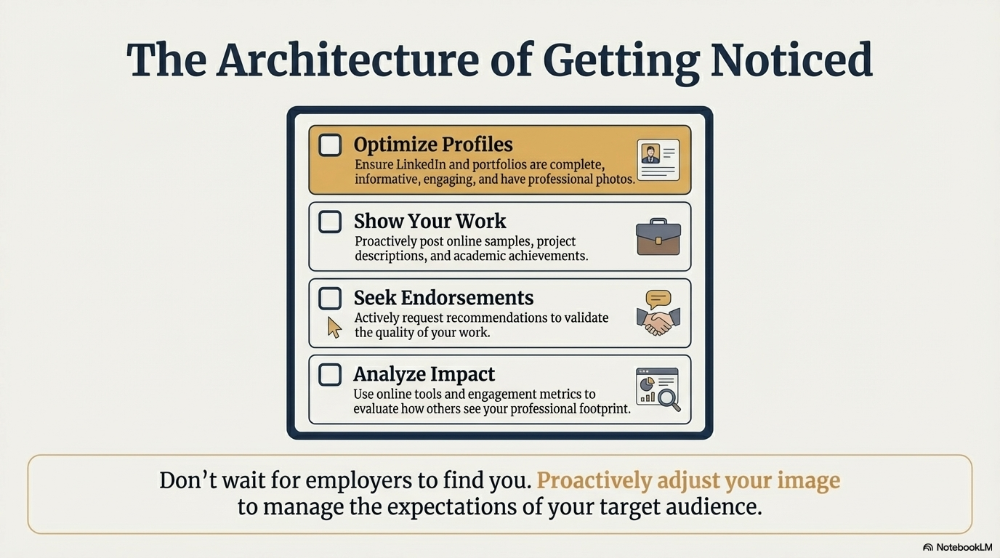 The Architecture of Getting Noticed
Optimize Profiles
Ensure LinkedIn and portfolios are complete,
informative, engaging, and have professional photos.
Show Your Work
Proactively post online samples, project
descriptions, and academic achievements.
Seek Endorsements
Actively request recommendations to validate
the quality of your work.
Analyze Impact
Use online tools and engagement metrics to
evaluate how others see your professional footprint.
Don’t wait for employers to find you. Proactively adjust your image
to manage the expectations of your target audience.
NotebookLM